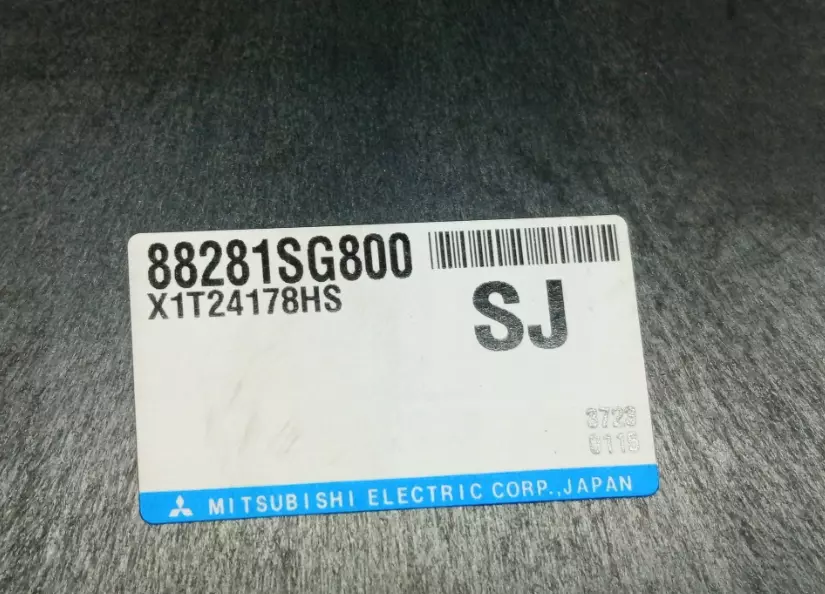 88281SG800
X1T24178HS
SJ
3723
0115
MITSUBISHI ELECTRIC CORP., JAPAN